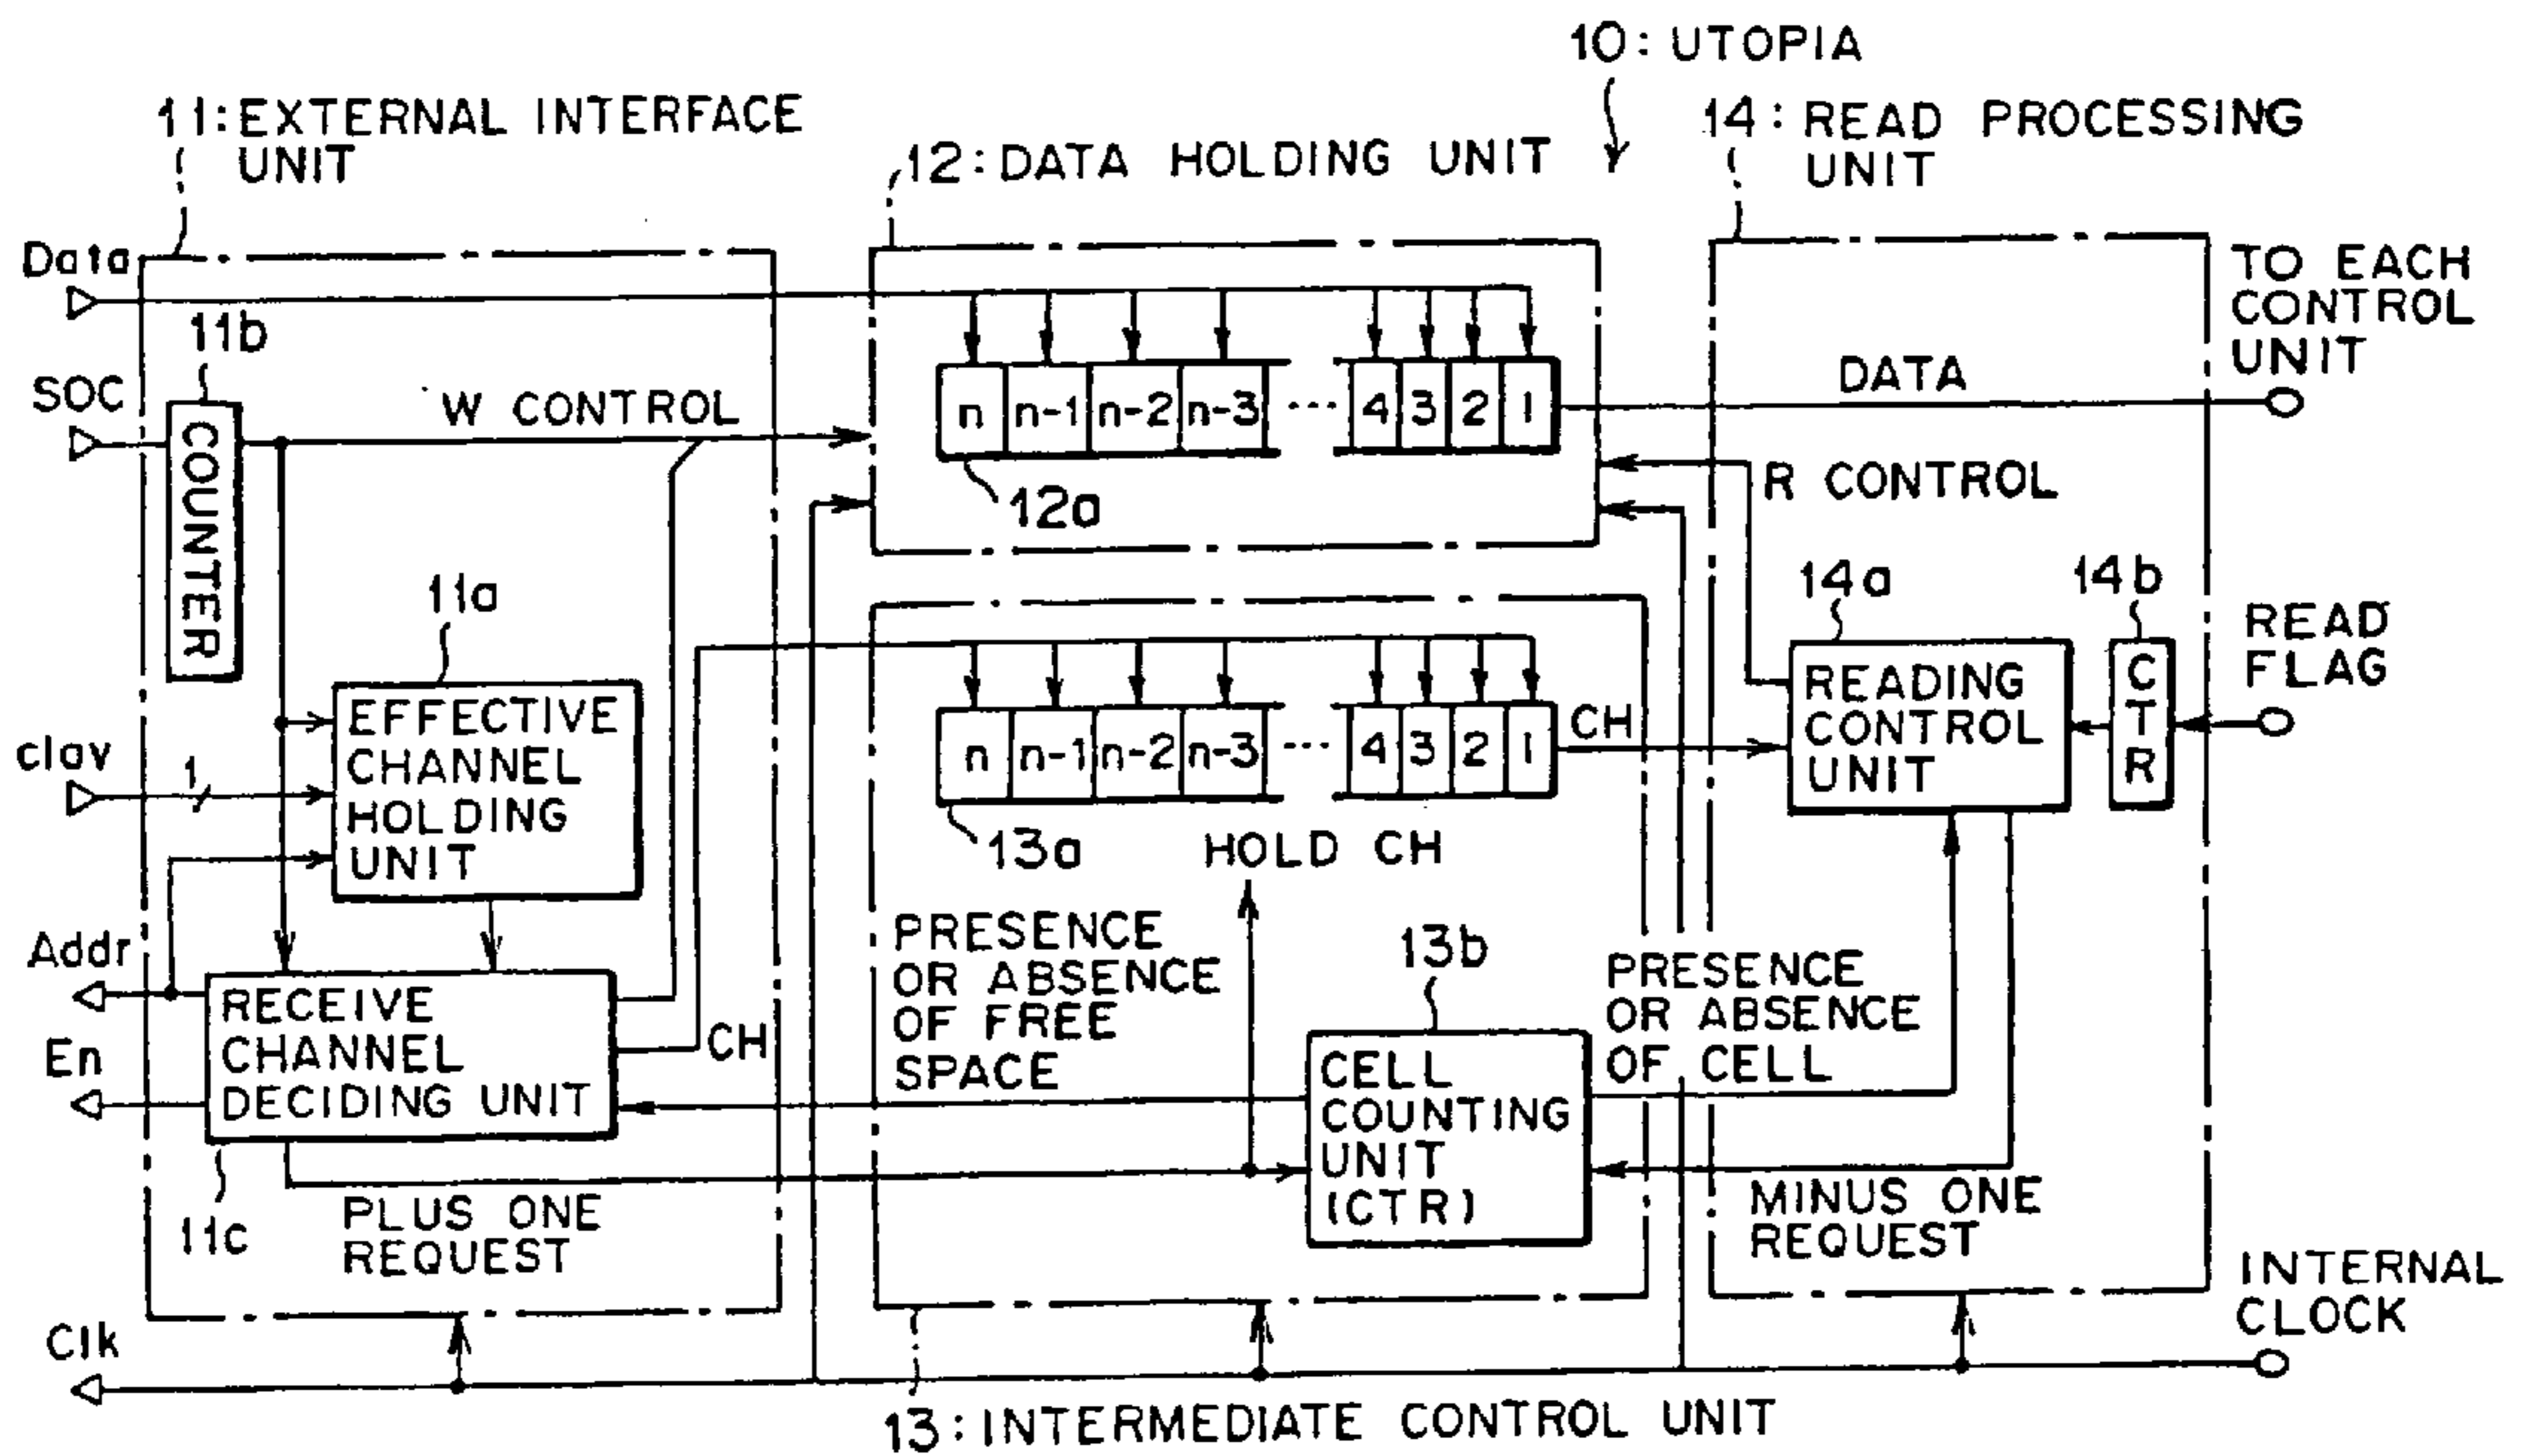 10: UTOPIA
11: EXTERNAL INTERFACE
UNIT
12: DATA HOLDING UNIT
14: READ PROCESSING
UNIT
Data
11b
SOC
COUNTER
W CONTROL
n n-1 n-2 n-3 ... 4 3 2 1
12a
DATA
TO EACH
CONTROL
UNIT
R CONTROL
11a
EFFECTIVE
CHANNEL
HOLDING
UNIT
clav
1
n n-1 n-2 n-3 ... 4 3 2 1
13a
HOLD CH
CH
14a
READING
CONTROL
UNIT
14b
CTR
READ
FLAG
Addr
En
RECEIVE
CHANNEL
DECIDING UNIT
11c
CH
PRESENCE
OR ABSENCE
OF FREE
SPACE
13b
CELL
COUNTING
UNIT
(CTR)
PRESENCE
OR ABSENCE
OF CELL
PLUS ONE
REQUEST
MINUS ONE
REQUEST
Clk
INTERNAL
CLOCK
13: INTERMEDIATE CONTROL UNIT